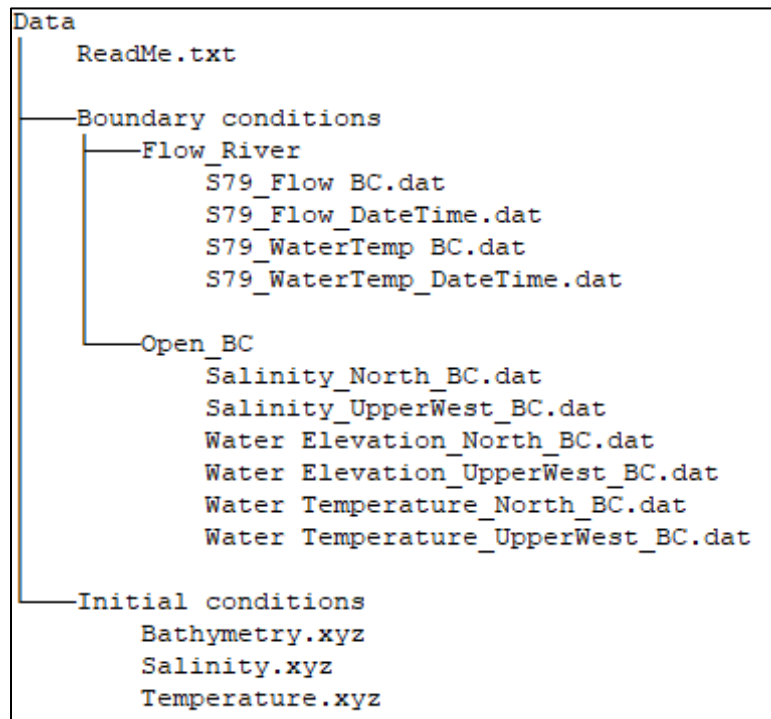 Data
ReadMe.txt
Boundary conditions
Flow_River
S79_Flow BC.dat
S79_Flow_DateTime.dat
S79_WaterTemp BC.dat
S79_WaterTemp_DateTime.dat
Open_BC
Salinity_North_BC.dat
Salinity_UpperWest_BC.dat
Water Elevation_North_BC.dat
Water Elevation_UpperWest_BC.dat
Water Temperature_North_BC.dat
Water Temperature_UpperWest_BC.dat
Initial conditions
Bathymetry.xyz
Salinity.xyz
Temperature.xyz